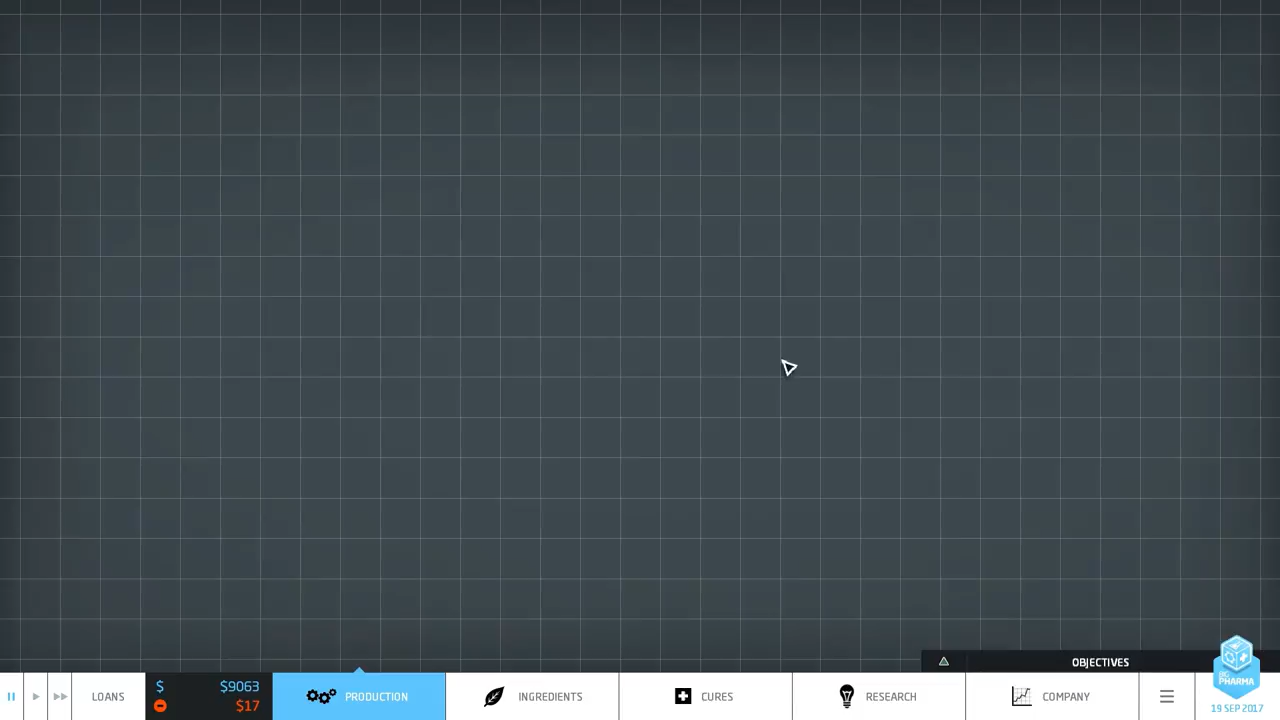 OBJECTIVES
LOANS
$ $9063
$17
PRODUCTION
INGREDIENTS
CURES
RESEARCH
COMPANY
BIG
PHARMA
19 SEP 2017